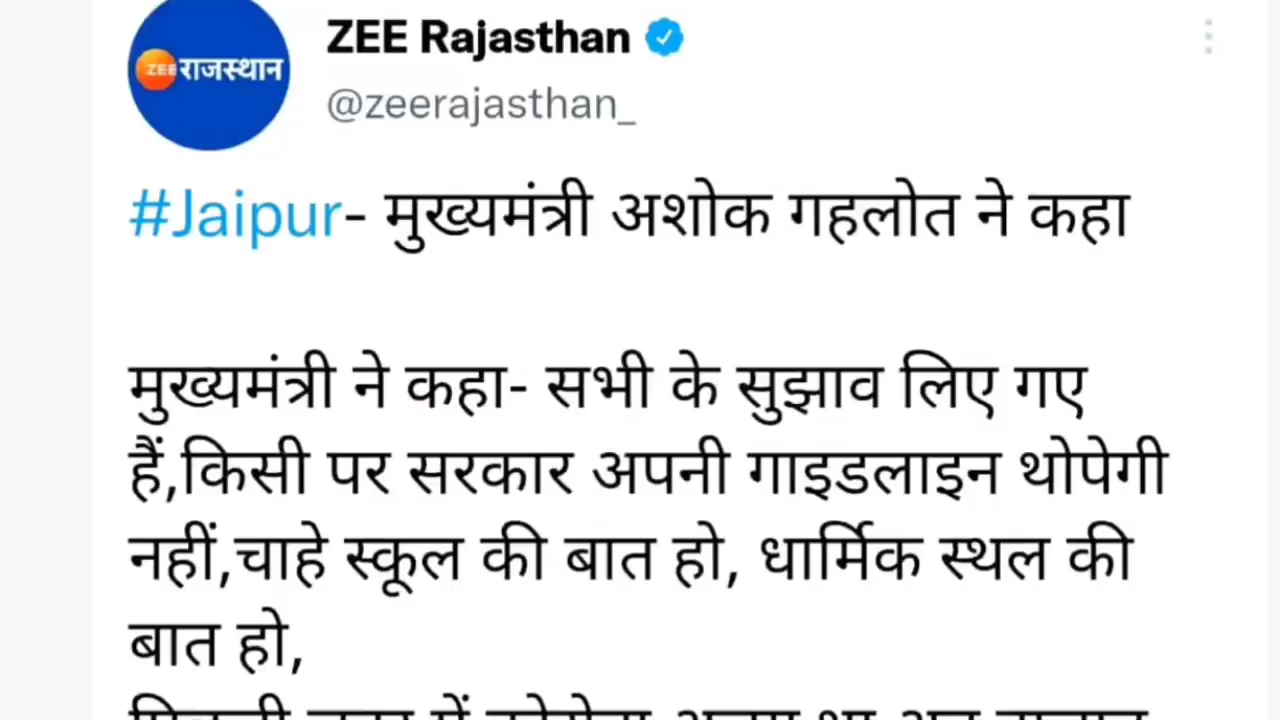 ZEE Rajasthan
ZEE राजस्थान
@zeerajasthan_
#Jaipur- मुख्यमंत्री अशोक गहलोत ने कहा
मुख्यमंत्री ने कहा- सभी के सुझाव लिए गए
हैं,किसी पर सरकार अपनी गाइडलाइन थोपेगी
नहीं,चाहे स्कूल की बात हो, धार्मिक स्थल की
बात हो,